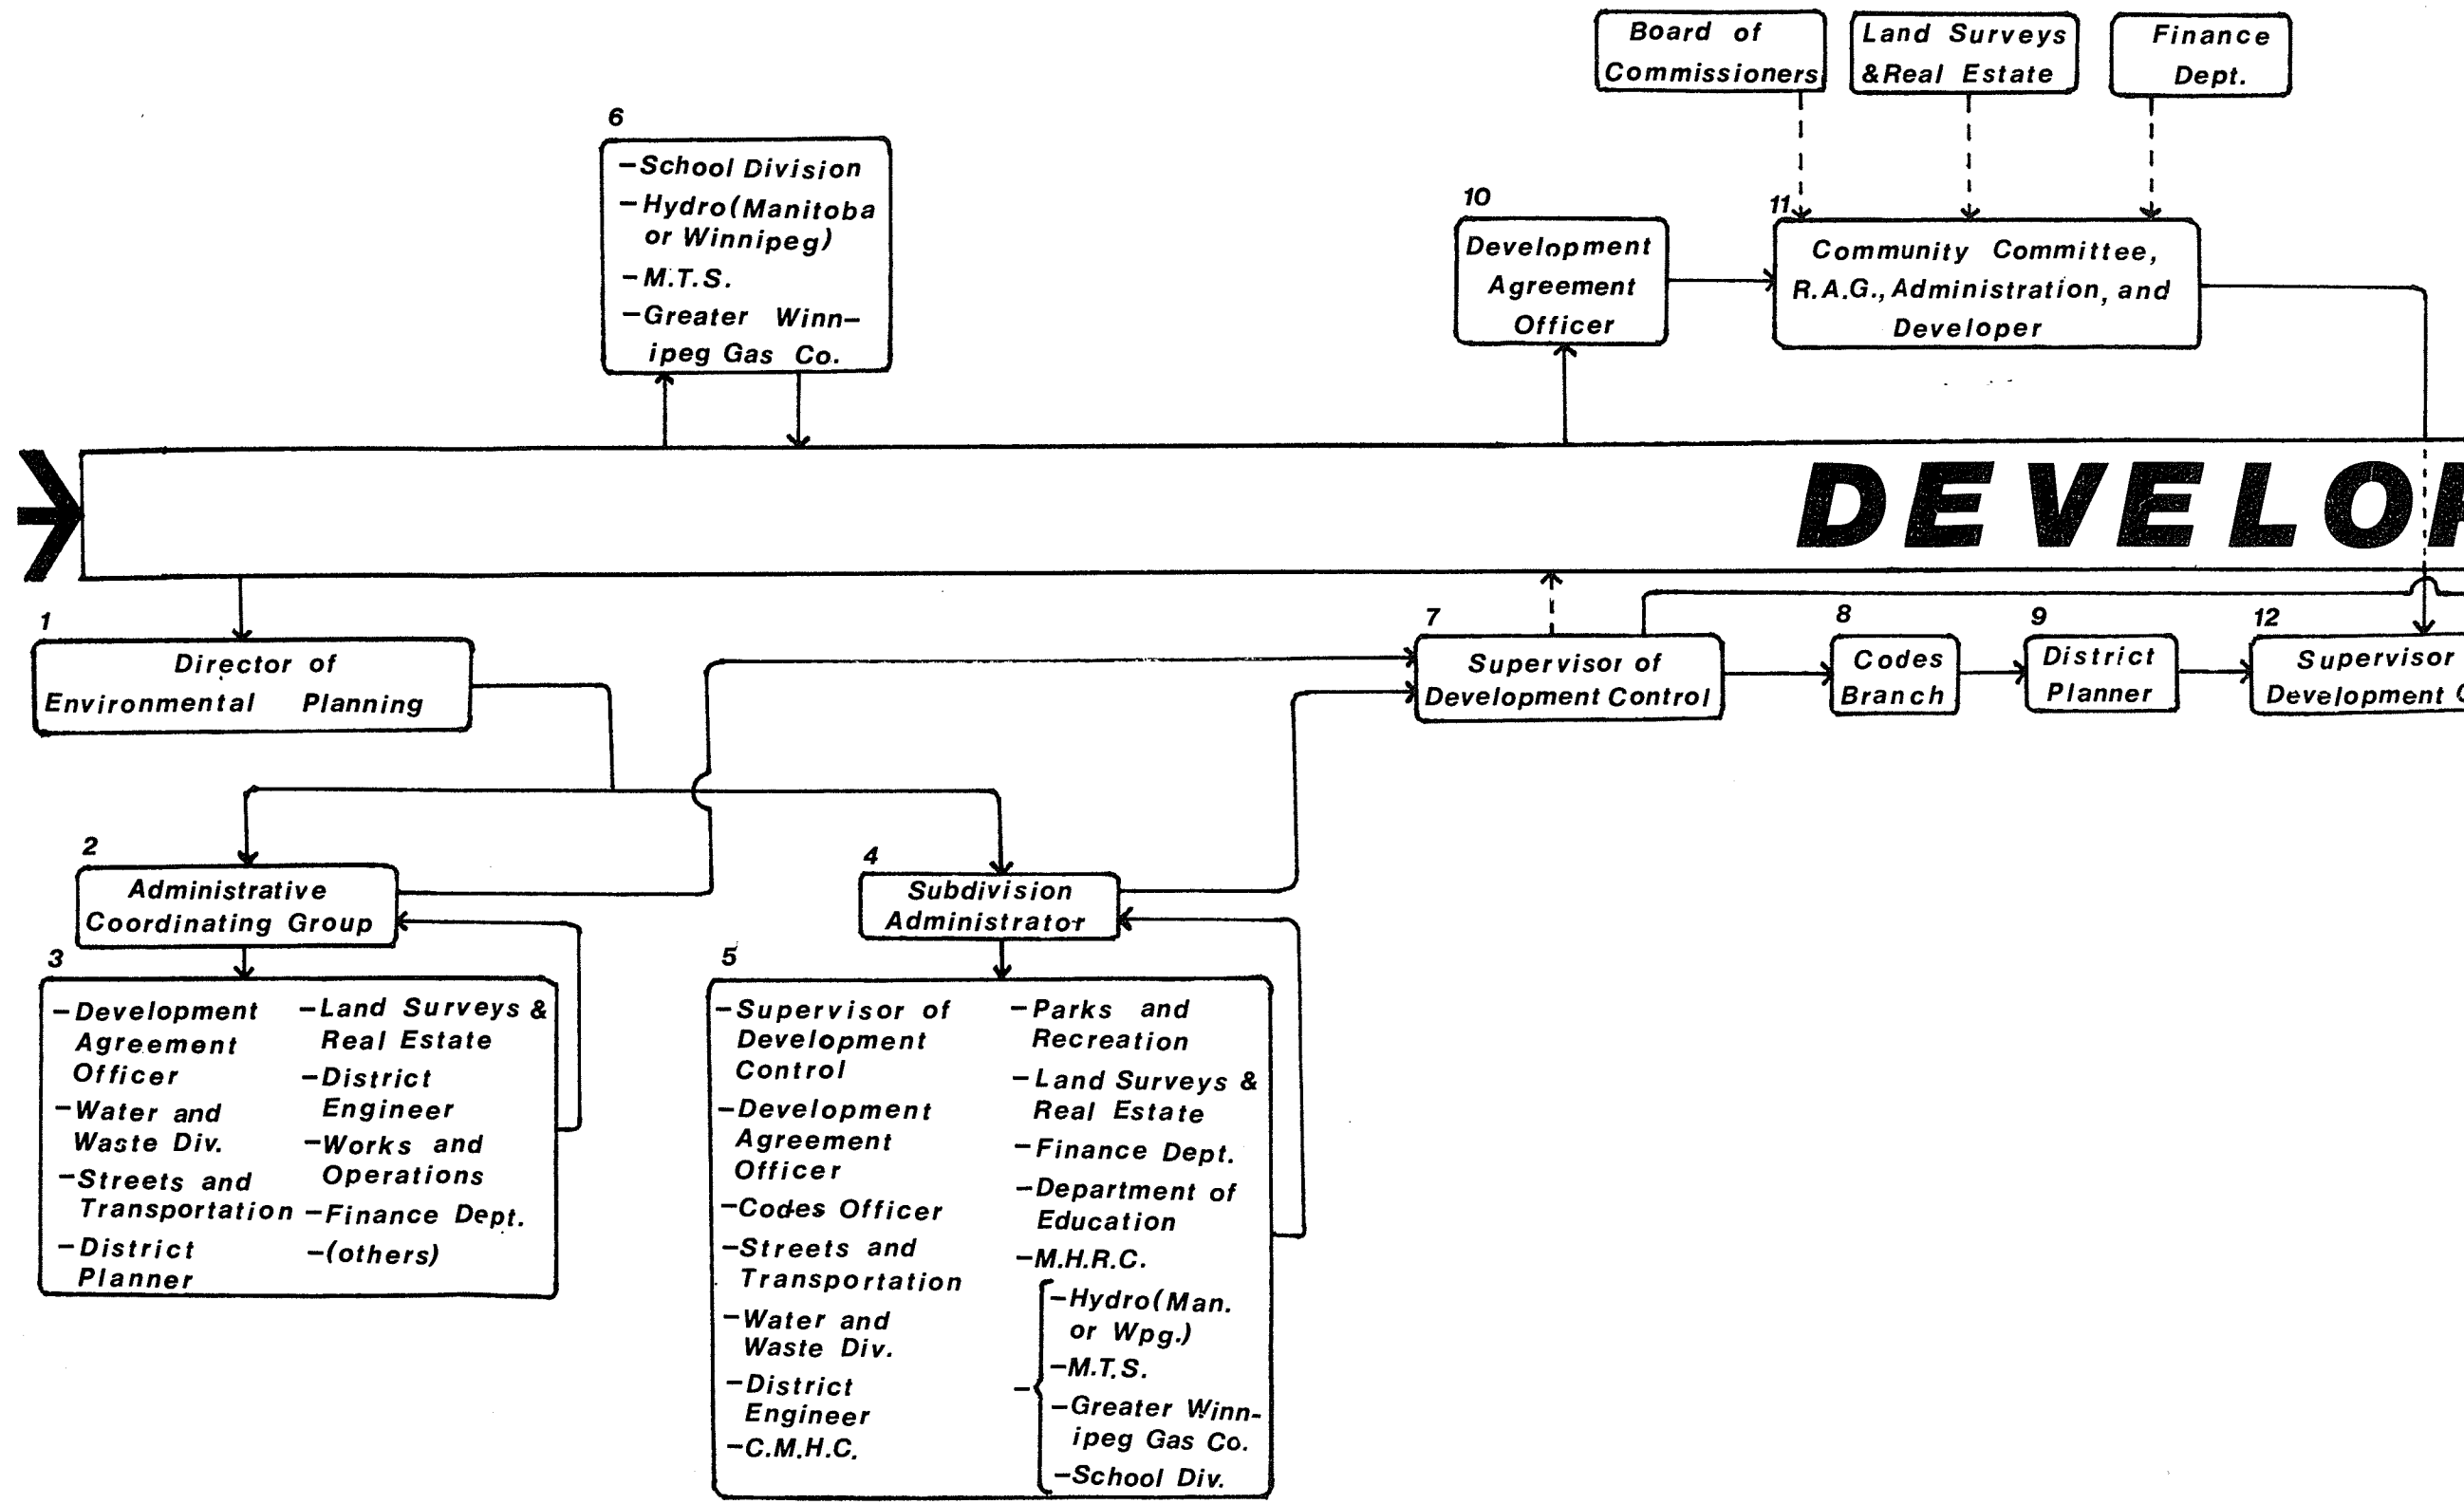 Board of
Commissioners
Land Surveys
&Real Estate
Finance
Dept.
6
-School Division
-Hydro(Manitoba
or Winnipeg)
-M.T.S.
-Greater Winn-
ipeg Gas Co.
10
Development
Agreement
Officer
11
Community Committee,
R.A.G., Administration, and
Developer
DEVELOP
1
Director of
Environmental Planning
7
Supervisor of
Development Control
8
Codes
Branch
9
District
Planner
12
Supervisor
Development C
2
Administrative
Coordinating Group
4
Subdivision
Administrator
3
-Development
Agreement
Officer
-Water and
Waste Div.
-Streets and
Transportation
-District
Planner
-Land Surveys &
Real Estate
-District
Engineer
-Works and
Operations
-Finance Dept.
-(others)
5
-Supervisor of
Development
Control
-Development
Agreement
Officer
-Codes Officer
-Streets and
Transportation
-Water and
Waste Div.
-District
Engineer
-C.M.H.C.
-Parks and
Recreation
-Land Surveys &
Real Estate
-Finance Dept.
-Department of
Education
-M.H.R.C.
-Hydro(Man.
or Wpg.)
-M.T.S.
-Greater Winn-
ipeg Gas Co.
-School Div.